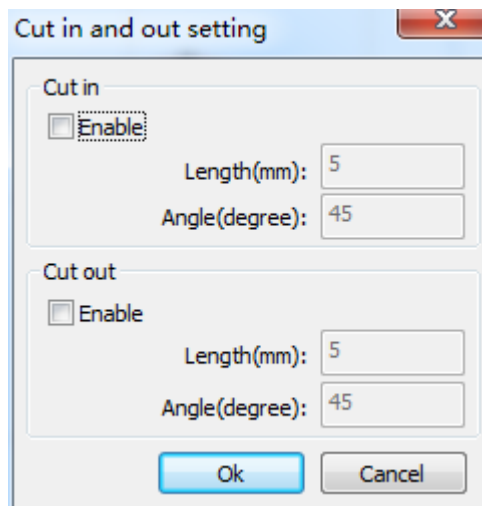 Cut in and out setting
Cut in
Enable
Length(mm): 5
Angle(degree): 45
Cut out
Enable
Length(mm): 5
Angle(degree): 45
Ok Cancel